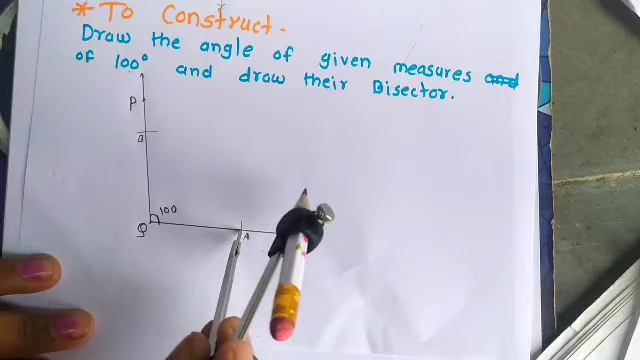 * To Construct.
Draw the angle of given measures and
of 100° and draw their Bisector.
P
B
100
Q
A